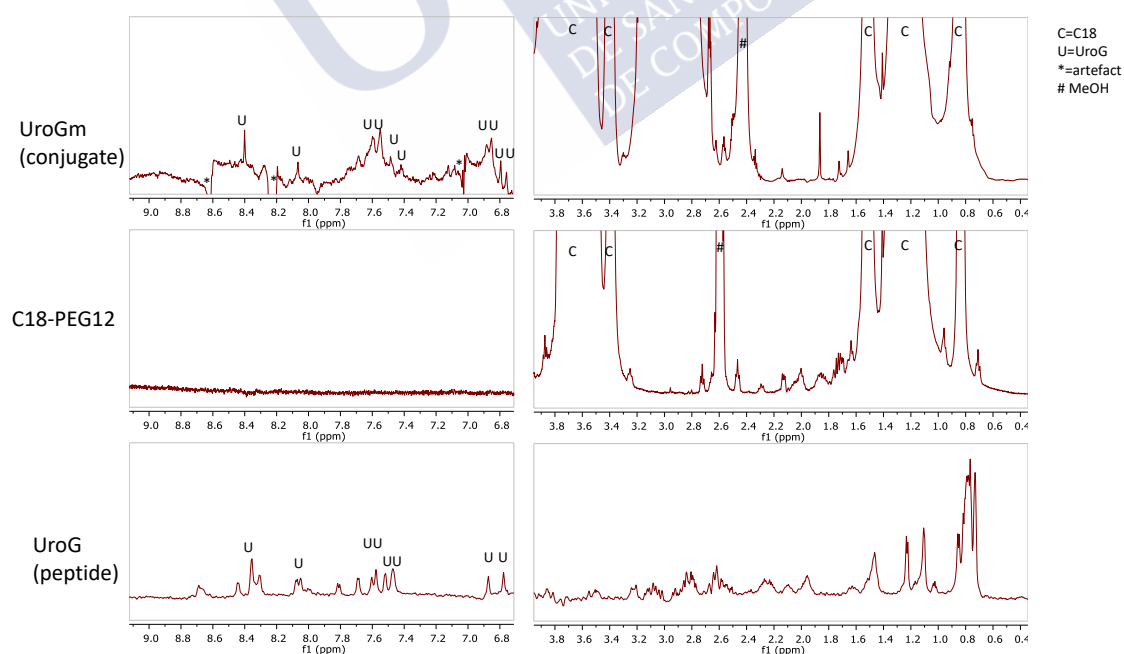 UNI
DE SAN
DE COMPO
C C # C C C
C=C18
U=UroG
*=artefact
# MeOH
UroGm
(conjugate)
U U U U U U U U U U
* * *
9.0 8.8 8.6 8.4 8.2 8.0 7.8 7.6 7.4 7.2 7.0 6.8
f1 (ppm)
3.8 3.6 3.4 3.2 3.0 2.8 2.6 2.4 2.2 2.0 1.8 1.6 1.4 1.2 1.0 0.8 0.6 0.4
f1 (ppm)
C18-PEG12
C C # C C C
9.0 8.8 8.6 8.4 8.2 8.0 7.8 7.6 7.4 7.2 7.0 6.8
f1 (ppm)
3.8 3.6 3.4 3.2 3.0 2.8 2.6 2.4 2.2 2.0 1.8 1.6 1.4 1.2 1.0 0.8 0.6 0.4
f1 (ppm)
UroG
(peptide)
U U UU UU U U
9.0 8.8 8.6 8.4 8.2 8.0 7.8 7.6 7.4 7.2 7.0 6.8
f1 (ppm)
3.8 3.6 3.4 3.2 3.0 2.8 2.6 2.4 2.2 2.0 1.8 1.6 1.4 1.2 1.0 0.8 0.6 0.4
f1 (ppm)